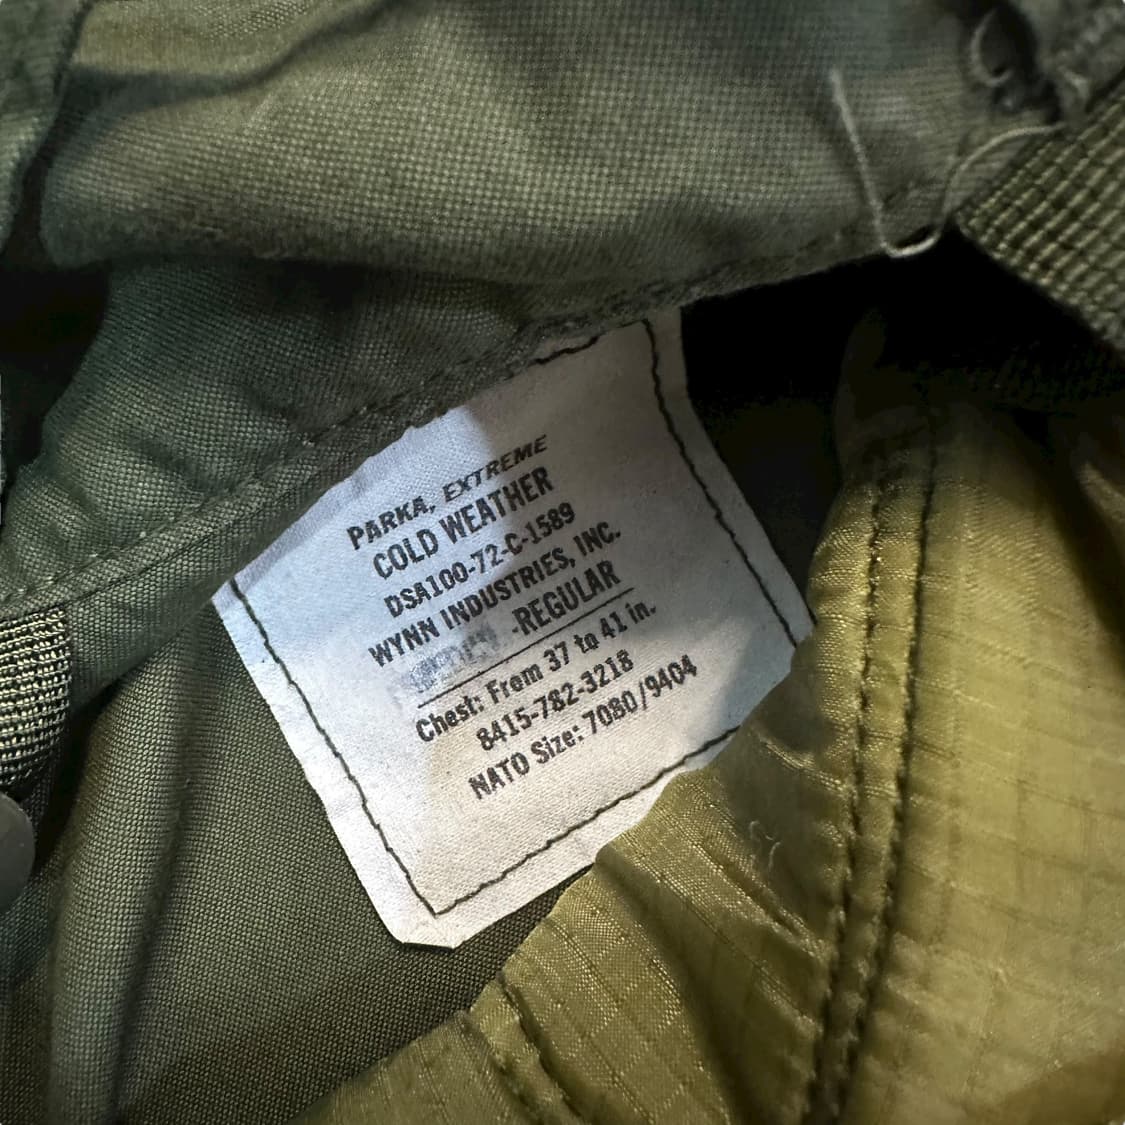 PARKA, EXTREME
COLD WEATHER
DSA100-72-C-1589
WYNN INDUSTRIES, INC.
-REGULAR
Chest: From 37 to 41 in.
8415-782-3218
NATO Size: 7080/9404